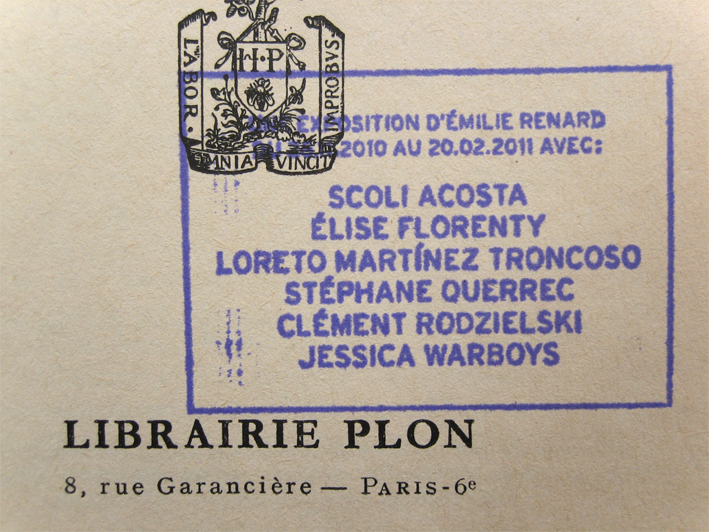 LABOR.
IMPROBVS.
H·P
OMNIA VINCIT
EXPOSITION D'ÉMILIE RENARD
2010 AU 20.02.2011 AVEC:
SCOLI ACOSTA
ÉLISE FLORENTY
LORETO MARTÍNEZ TRONCOSO
STÉPHANE QUERREC
CLÉMENT RODZIELSKI
JESSICA WARBOYS
LIBRAIRIE PLON
8, rue Garancière — PARIS-6e